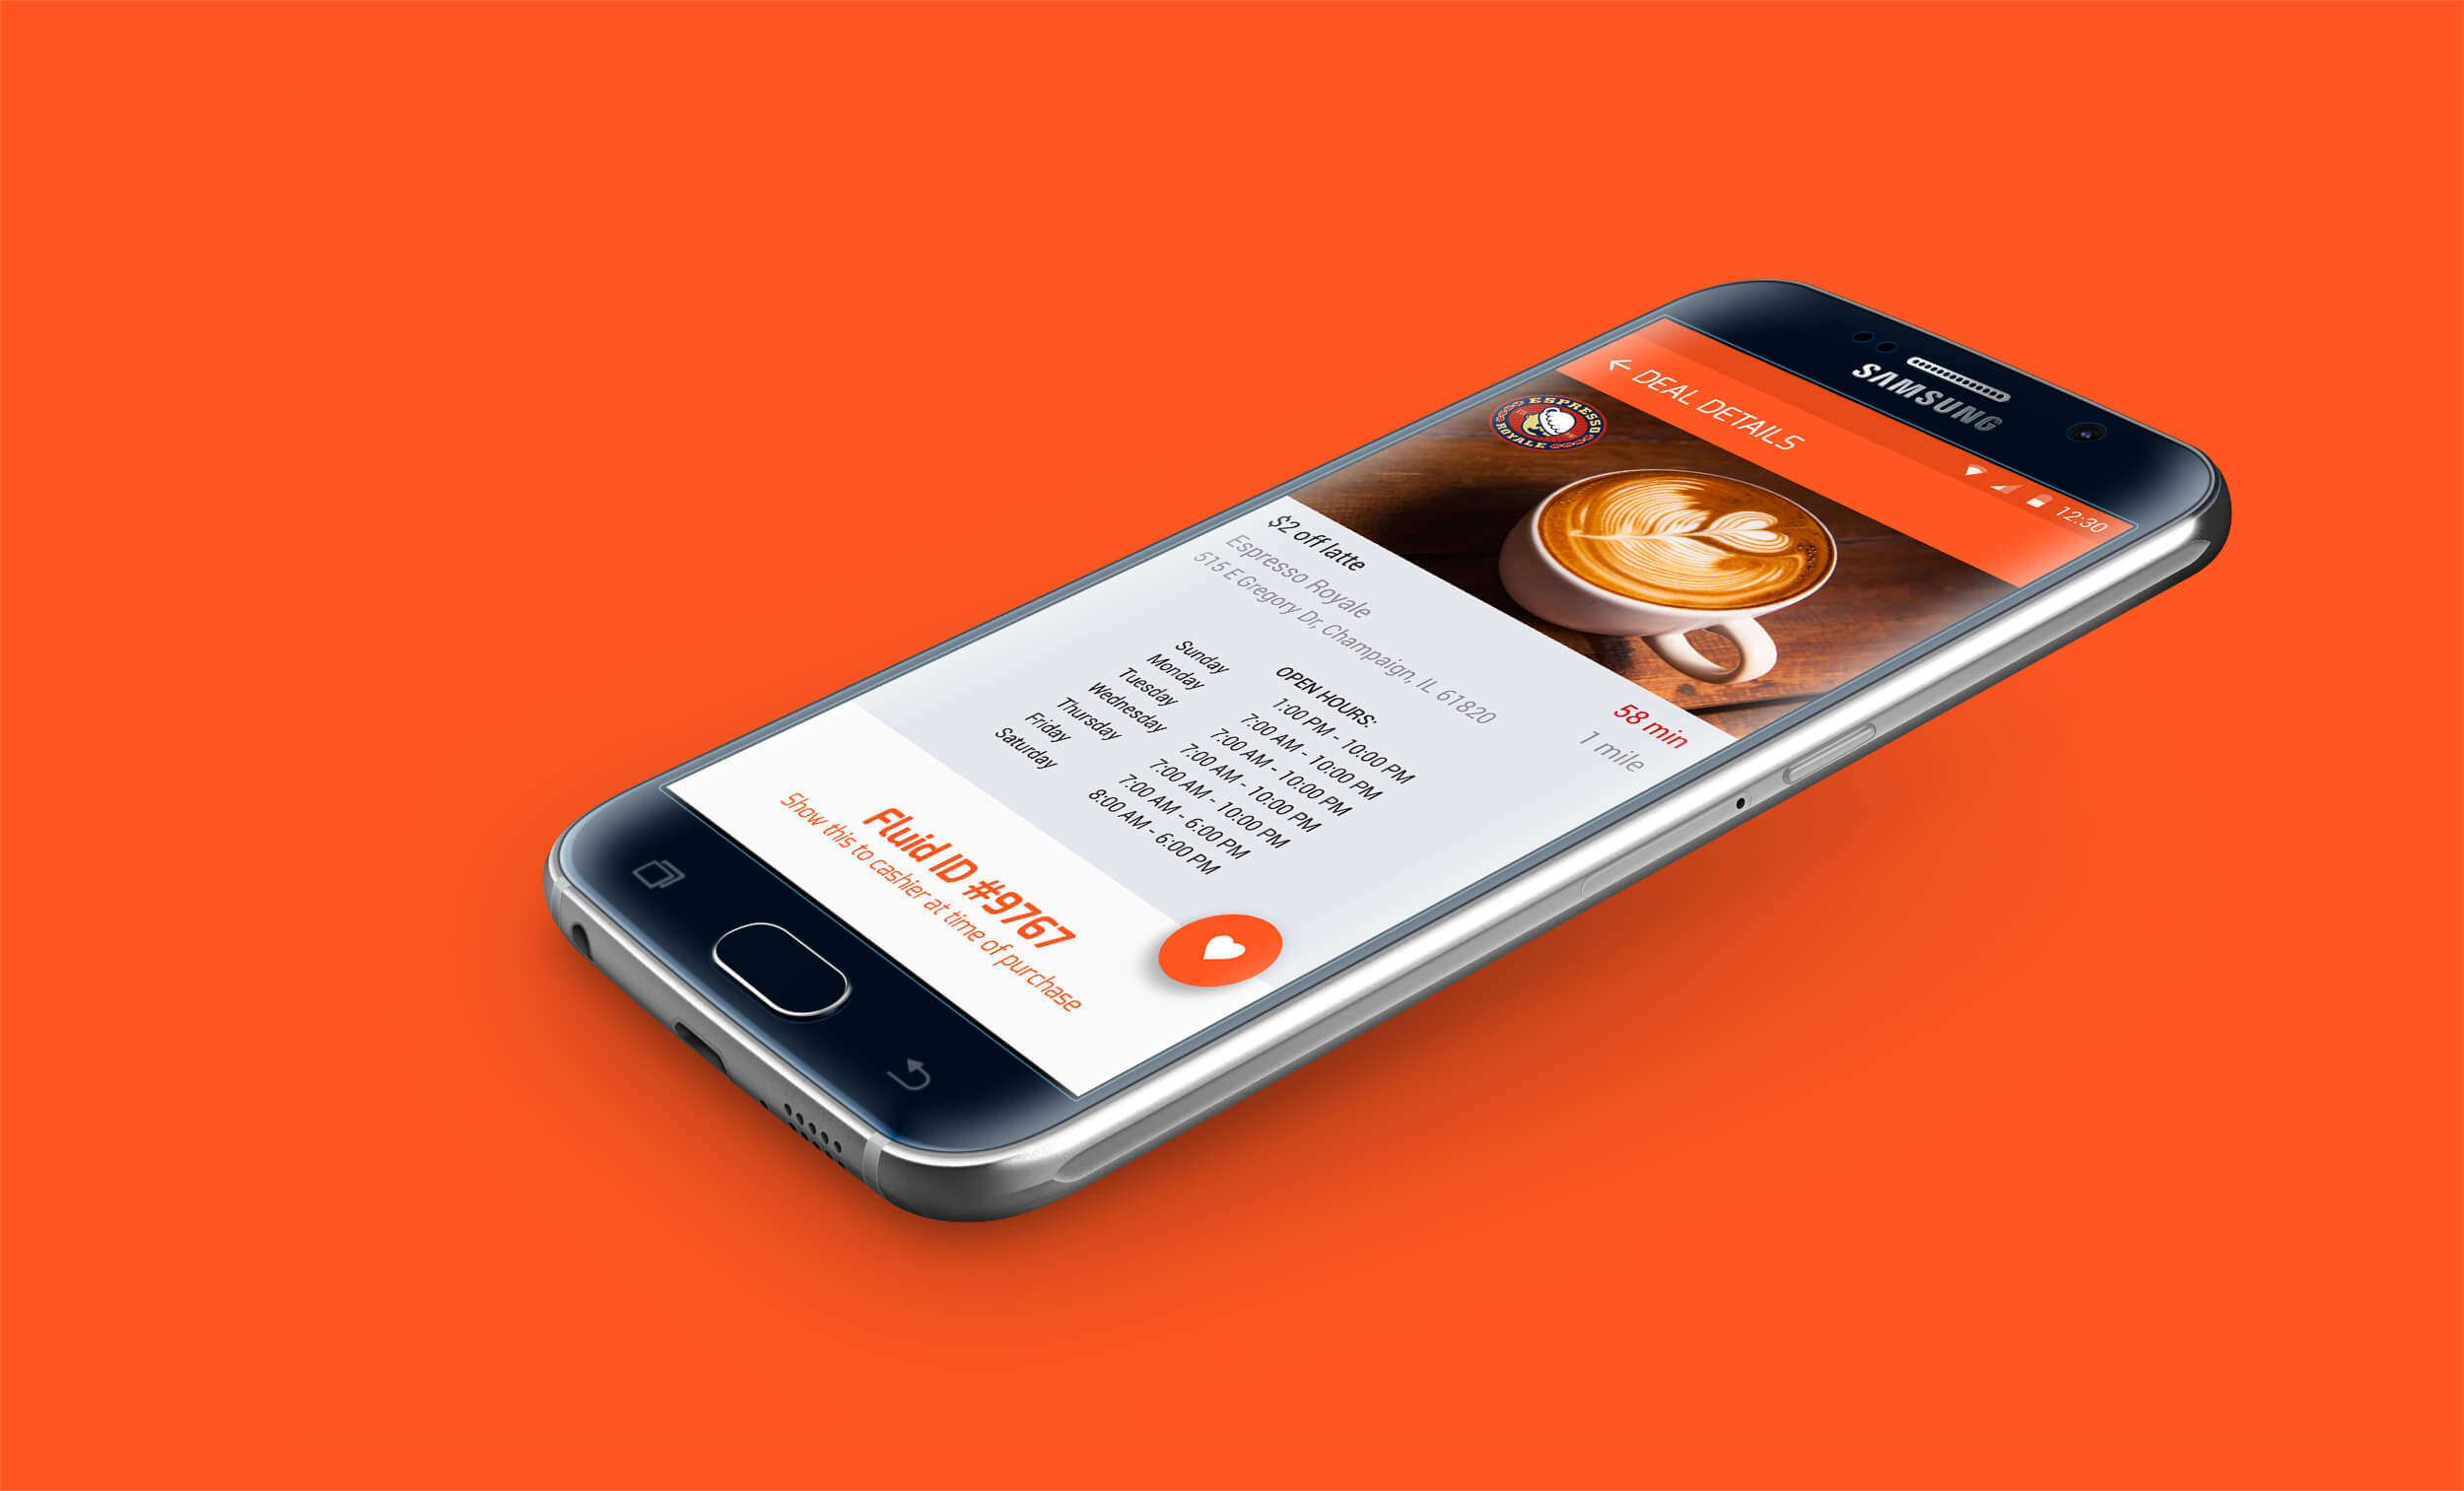 SAMSUNG
12:30
← DEAL DETAILS
ESPRESSO
ROYALE
$2 off latte
58 min
Espresso Royale
1 mile
515 E Gregory Dr, Champaign, IL 61820
OPEN HOURS:
Sunday 1:00 PM - 10:00 PM
Monday 7:00 AM - 10:00 PM
Tuesday 7:00 AM - 10:00 PM
Wednesday 7:00 AM - 10:00 PM
Thursday 7:00 AM - 10:00 PM
Friday 7:00 AM - 6:00 PM
Saturday 8:00 AM - 6:00 PM
Fluid ID #9767
Show this to cashier at time of purchase